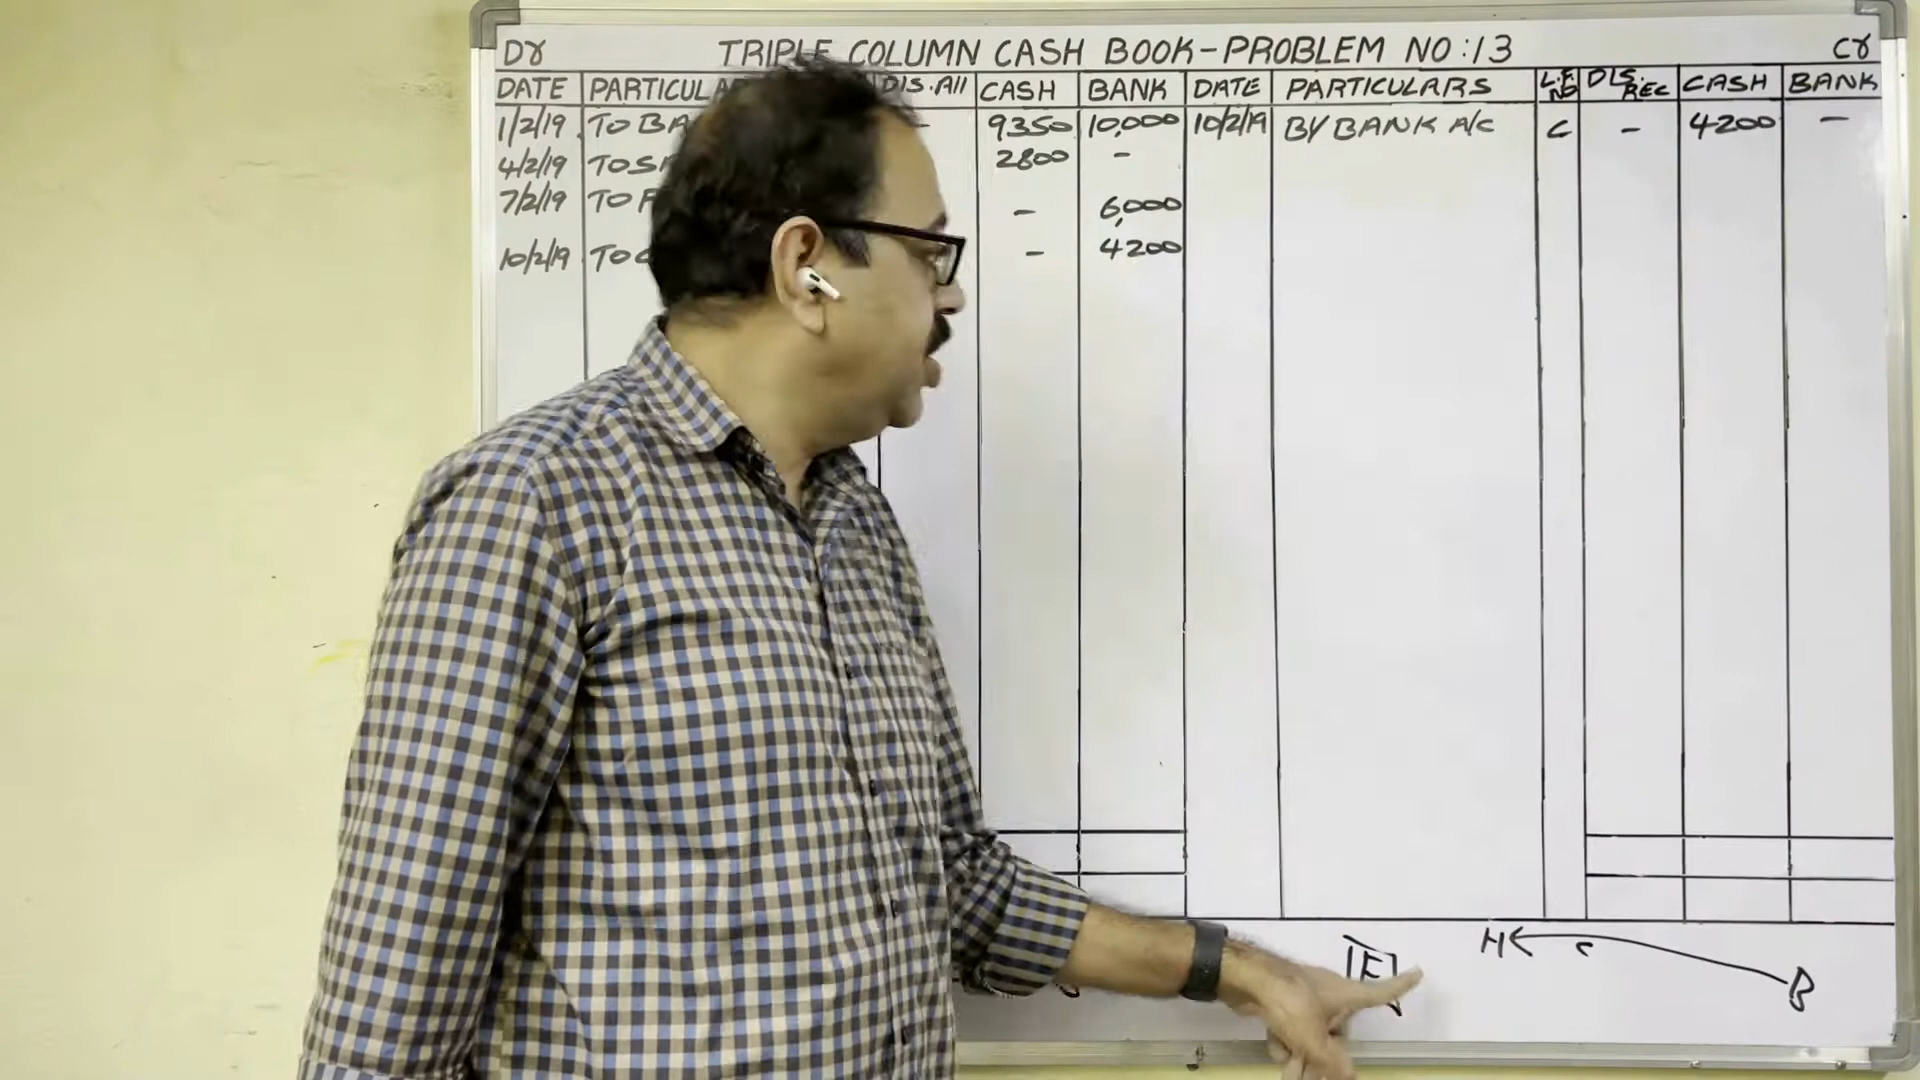 Dr TRIPLE COLUMN CASH BOOK-PROBLEM NO:13 Cr
DATE PARTICULA DIS.All CASH BANK DATE PARTICULARRS L.F. NO DIS. REC CASH BANK
1/2/19 TO BA - 9350 10,000 10/2/19 BY BANK A/C C - 4200 -
4/2/19 TO S 2800 -
7/2/19 TO - 6,000
10/2/19 TO - 4200
H C B